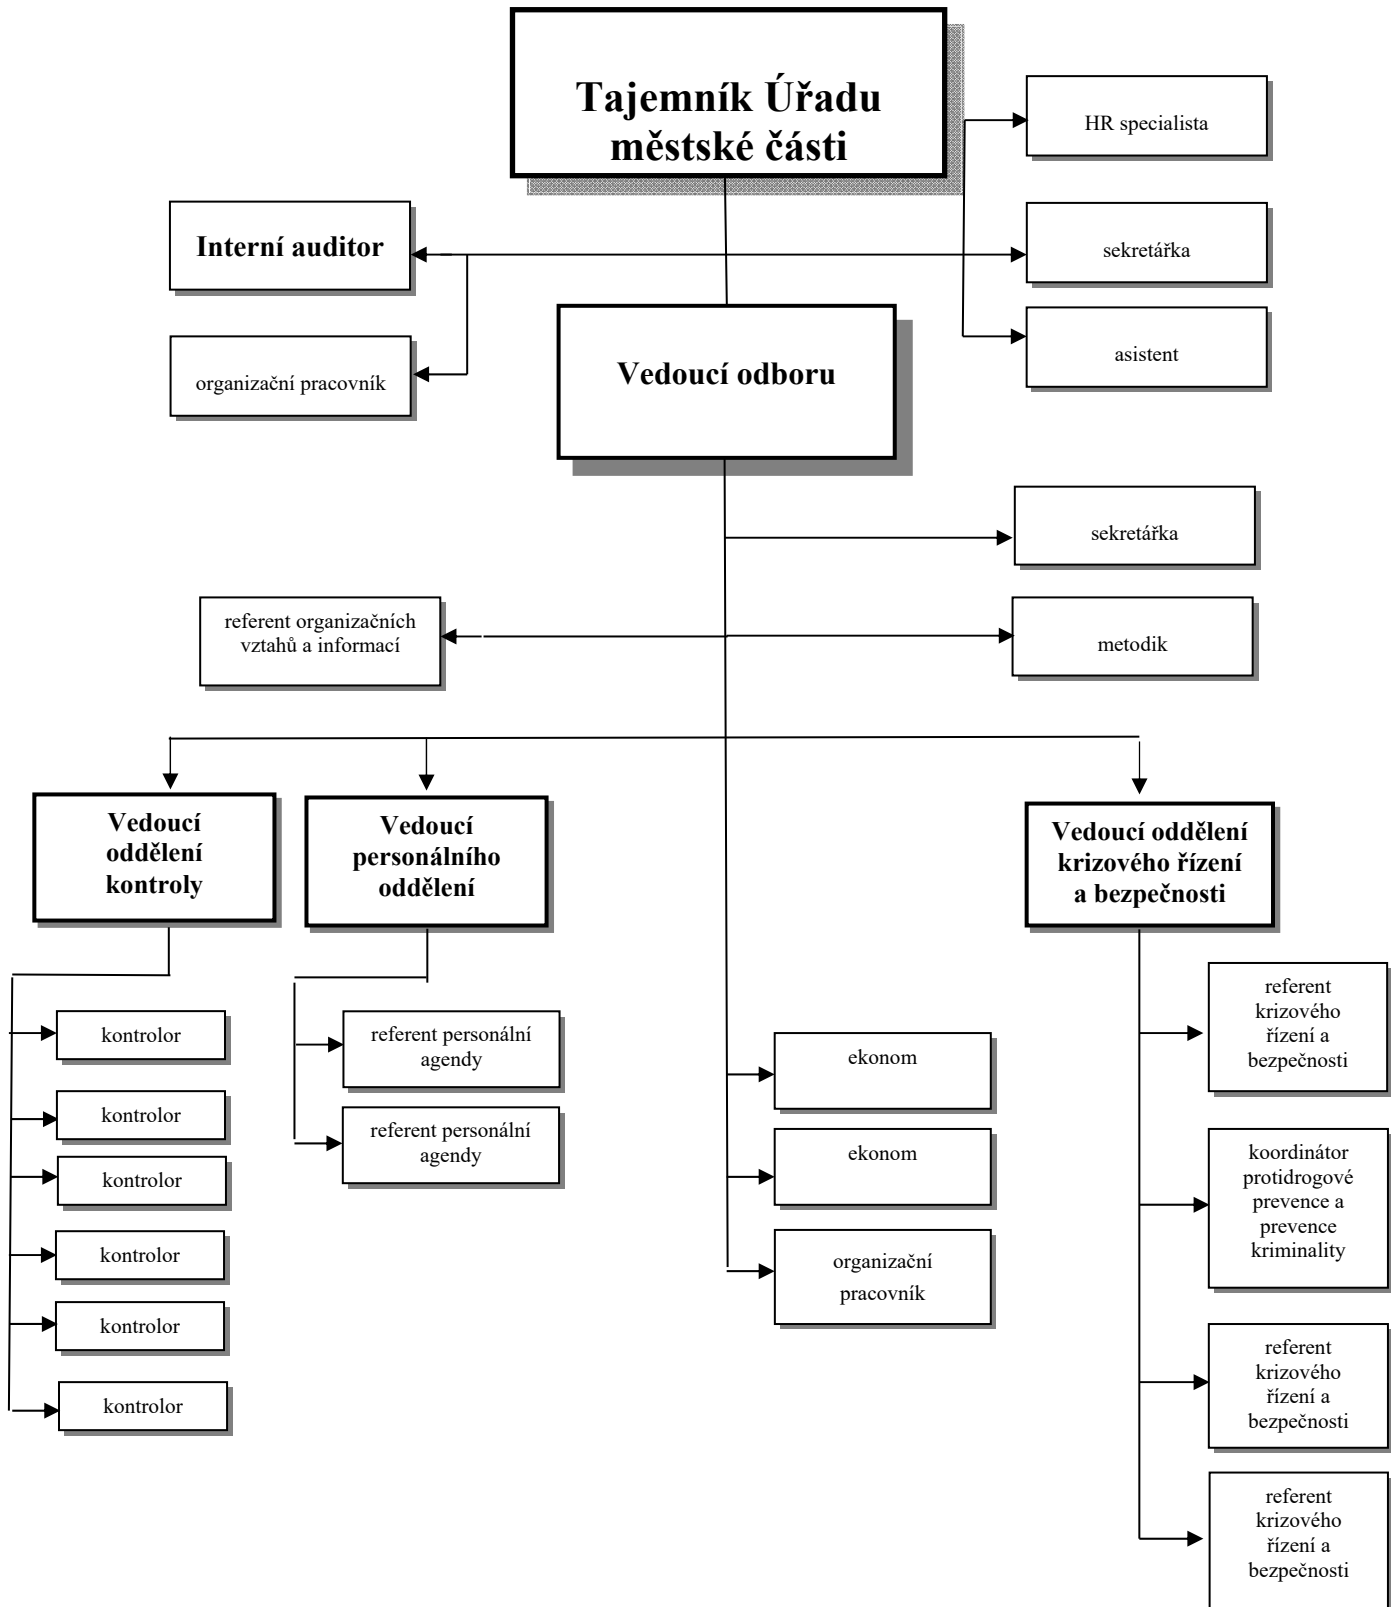 Tajemník Úřadu
městské části
HR specialista
Interní auditor
sekretářka
organizační pracovník
Vedoucí odboru
asistent
sekretářka
referent organizačních
vztahů a informací
metodik
Vedoucí
oddělení
kontroly
Vedoucí
personálního
oddělení
Vedoucí oddělení
krizového řízení
a bezpečnosti
kontrolor
kontrolor
kontrolor
kontrolor
kontrolor
kontrolor
referent personální
agendy
referent personální
agendy
ekonom
ekonom
organizační
pracovník
referent
krizového
řízení a
bezpečnosti
koordinátor
protidrogové
prevence a
prevence
kriminality
referent
krizového
řízení a
bezpečnosti
referent
krizového
řízení a
bezpečnosti